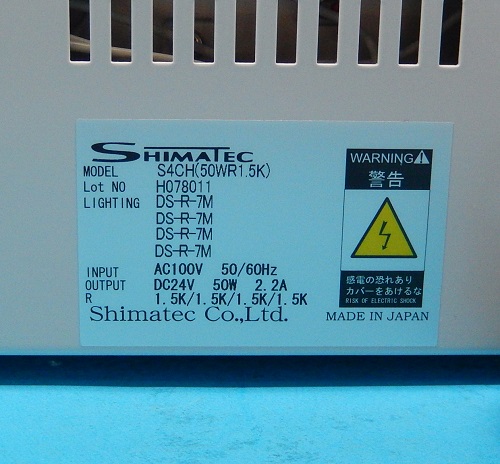 SHIMATEC
MODEL S4CH(50WR1.5K)
Lot NO H078011
LIGHTING DS-R-7M
DS-R-7M
DS-R-7M
DS-R-7M
INPUT AC100V 50/60Hz
OUTPUT DC24V 50W 2.2A
R 1.5K/1.5K/1.5K/1.5K
Shimatec Co.,Ltd.
WARNING
警告
感電の恐れあり
カバーをあけるな
RISK OF ELECTRIC SHOCK
MADE IN JAPAN